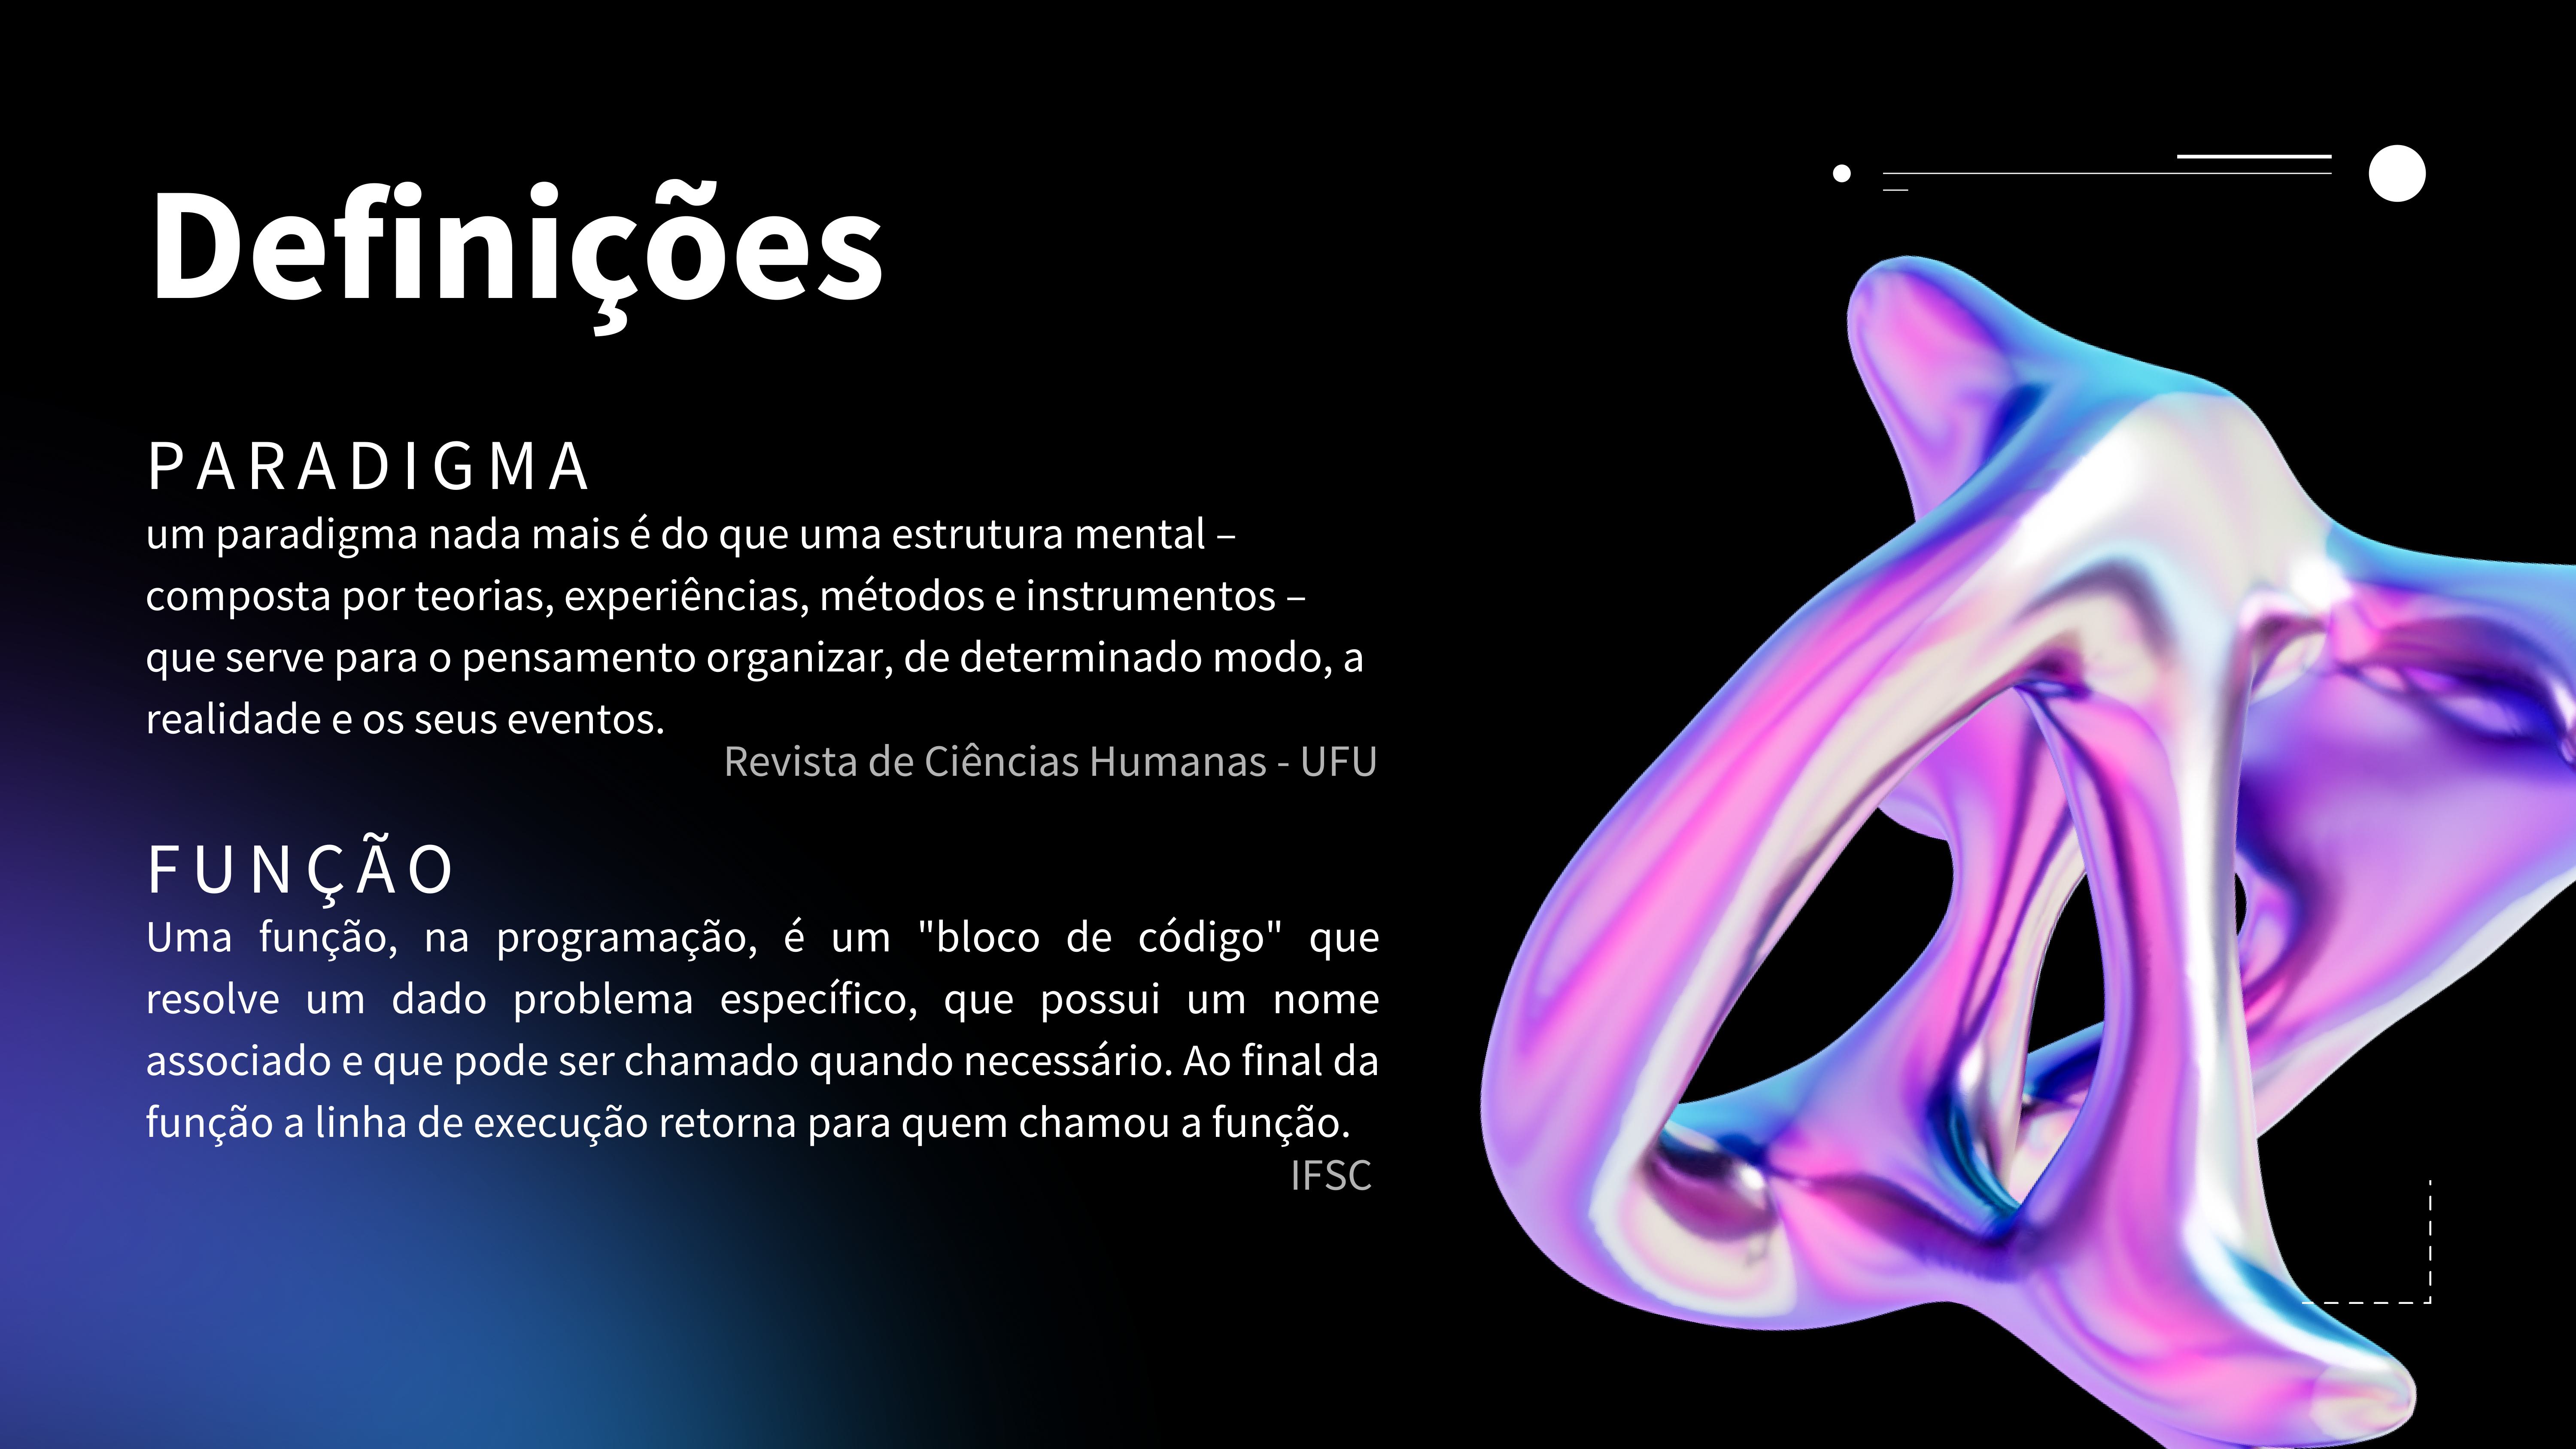 Definições
PARADIGMA
um paradigma nada mais é do que uma estrutura mental –
composta por teorias, experiências, métodos e instrumentos –
que serve para o pensamento organizar, de determinado modo, a
realidade e os seus eventos.
Revista de Ciências Humanas - UFU
FUNÇÃO
Uma função, na programação, é um "bloco de código" que
resolve um dado problema específico, que possui um nome
associado e que pode ser chamado quando necessário. Ao final da
função a linha de execução retorna para quem chamou a função.
IFSC